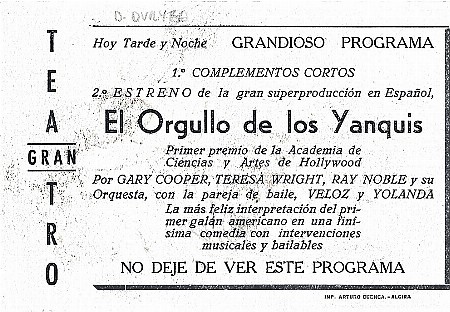 Hoy Tarde y Noche GRANDIOSO PROGRAMA
1.º COMPLEMENTOS CORTOS
2.º ESTRENO de la gran superproducción en Español,
El Orgullo de los Yanquis
Primer premio de la Academia de
Ciencias y Artes de Hollywood
Por GARY COOPER, TERESA WRIGHT, RAY NOBLE y su
Orquesta, con la pareja de baile, VELOZ y YOLANDA
La más feliz interpretación del pri-
mer galán americano en una finí-
sima comedia con intervenciones
musicales y bailables
NO DEJE DE VER ESTE PROGRAMA
TEATRO
GRAN
IMP. ARTURO - ALCIRA